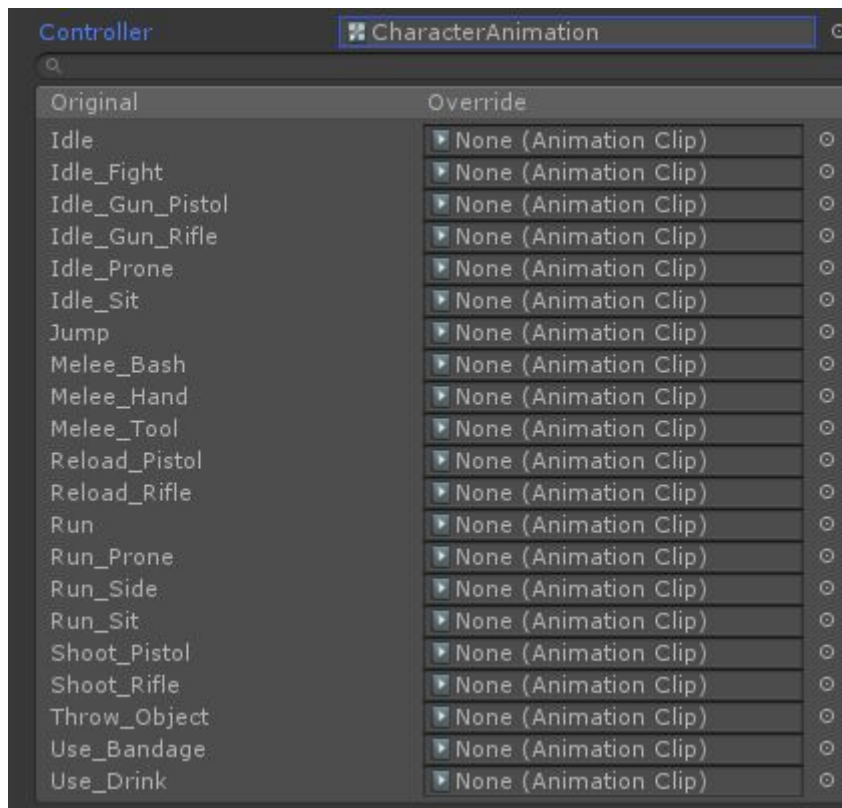 Controller CharacterAnimation
Original Override
Idle None (Animation Clip)
Idle_Fight None (Animation Clip)
Idle_Gun_Pistol None (Animation Clip)
Idle_Gun_Rifle None (Animation Clip)
Idle_Prone None (Animation Clip)
Idle_Sit None (Animation Clip)
Jump None (Animation Clip)
Melee_Bash None (Animation Clip)
Melee_Hand None (Animation Clip)
Melee_Tool None (Animation Clip)
Reload_Pistol None (Animation Clip)
Reload_Rifle None (Animation Clip)
Run None (Animation Clip)
Run_Prone None (Animation Clip)
Run_Side None (Animation Clip)
Run_Sit None (Animation Clip)
Shoot_Pistol None (Animation Clip)
Shoot_Rifle None (Animation Clip)
Throw_Object None (Animation Clip)
Use_Bandage None (Animation Clip)
Use_Drink None (Animation Clip)